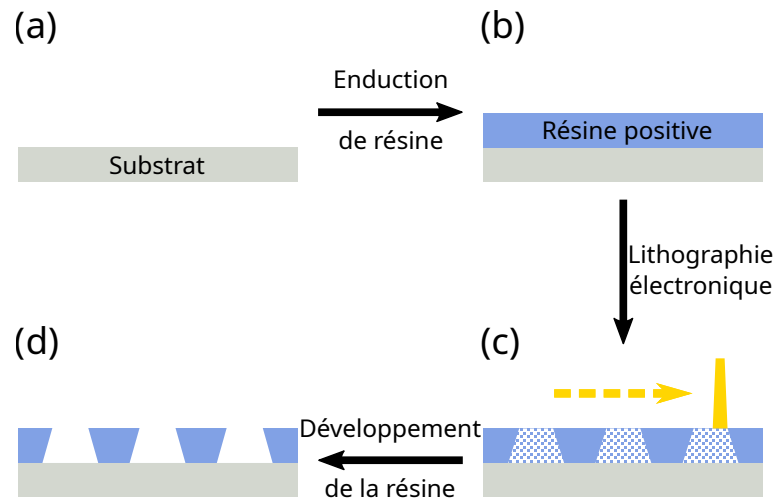 (a)
Enduction
de résine
Substrat
(b)
Résine positive
Lithographie
électronique
(c)
Développement
de la résine
(d)